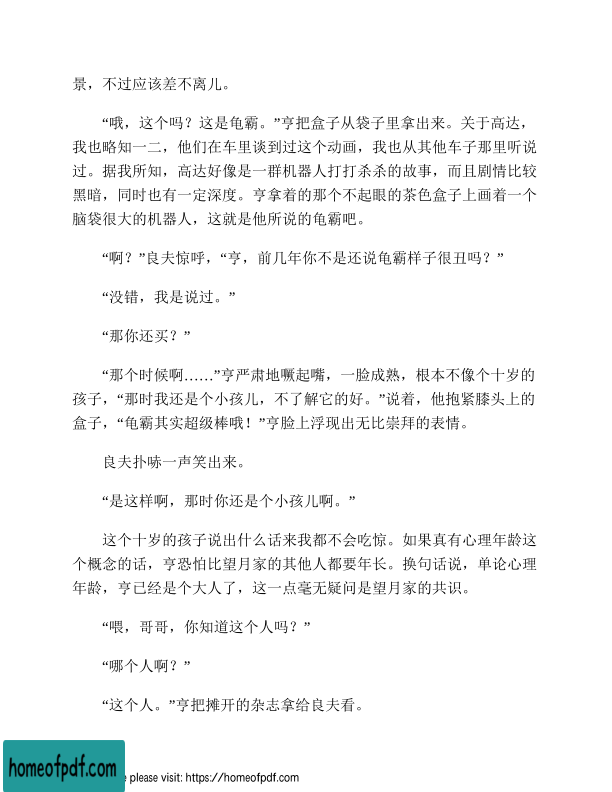 景，不过应该差不离儿。
“哦，这个吗？这是龟霸。”亨把盒子从袋子里拿出来。关于高达，
我也略知一二，他们在车里谈到过这个动画，我也从其他车子那里听说
过。据我所知，高达好像是一群机器人打打杀杀的故事，而且剧情比较
黑暗，同时也有一定深度。亨拿着的那个不起眼的茶色盒子上画着一个
脑袋很大的机器人，这就是他所说的龟霸吧。
“啊？”良夫惊呼，“亨，前几年你不是还说龟霸样子很丑吗？”
“没错，我是说过。”
“那你还买？”
“那个时候啊……”亨严肃地噘起嘴，一脸成熟，根本不像个十岁的
孩子，“那时我还是个小孩儿，不了解它的好。”说着，他抱紧膝头上的
盒子，“龟霸其实超级棒哦！”亨脸上浮现出无比崇拜的表情。
良夫扑哧一声笑出来。
“是这样啊，那时你还是个小孩儿啊。”
这个十岁的孩子说出什么话来我都不会吃惊。如果真有心理年龄这
个概念的话，亨恐怕比望月家的其他人都要年长。换句话说，单论心理
年龄，亨已经是个大人了，这一点毫无疑问是望月家的共识。
“喂，哥哥，你知道这个人吗？”
“哪个人啊？”
“这个人。”亨把摊开的杂志拿给良夫看。
homeofpdf.com
e please visit: https://homeofpdf.com